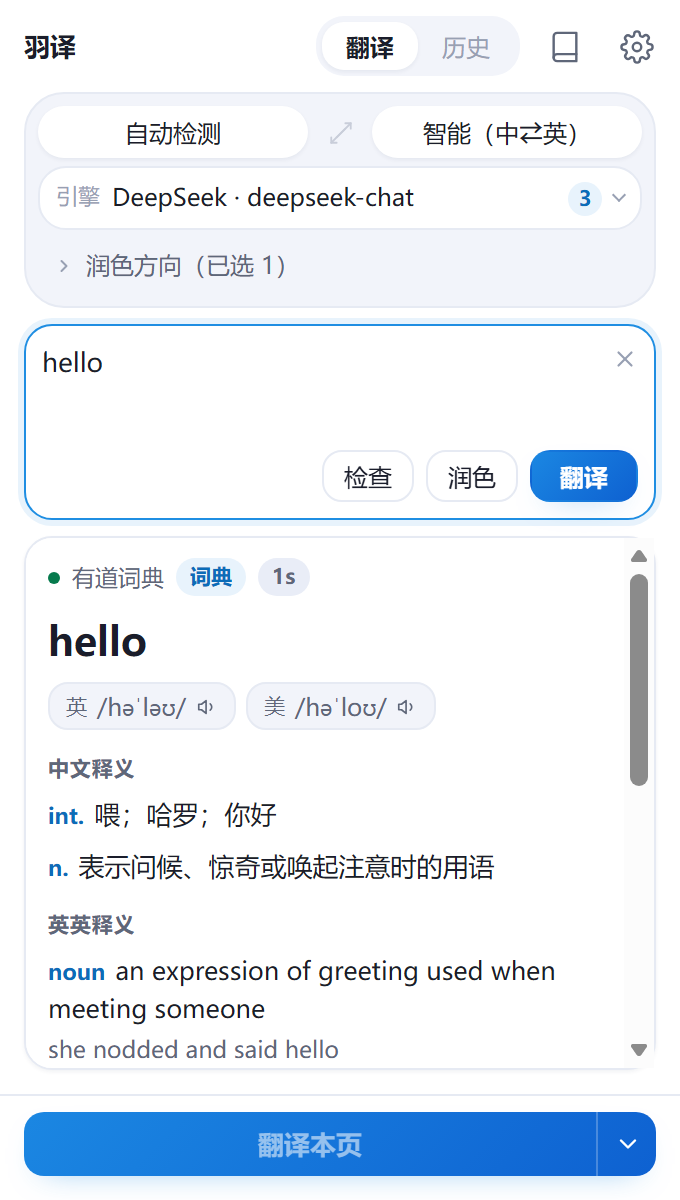 羽译
翻译 历史
自动检测 智能（中⇄英）
引擎 DeepSeek · deepseek-chat 3
润色方向（已选 1）
hello
检查 润色 翻译
有道词典 词典 1s
hello
英 /həˈləʊ/ 美 /həˈloʊ/
中文释义
int. 喂；哈罗；你好
n. 表示问候、惊奇或唤起注意时的用语
英英释义
noun an expression of greeting used when
meeting someone
she nodded and said hello
翻译本页